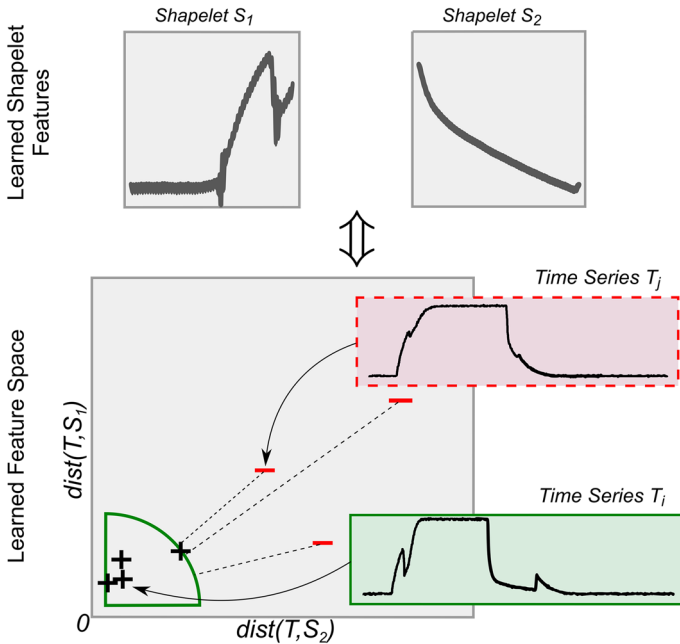 Shapelet S1
Shapelet S2
Learned Shapelet
Features
Time Series Tj
Learned Feature Space
dist(T,S1)
Time Series Ti
0
dist(T,S2)